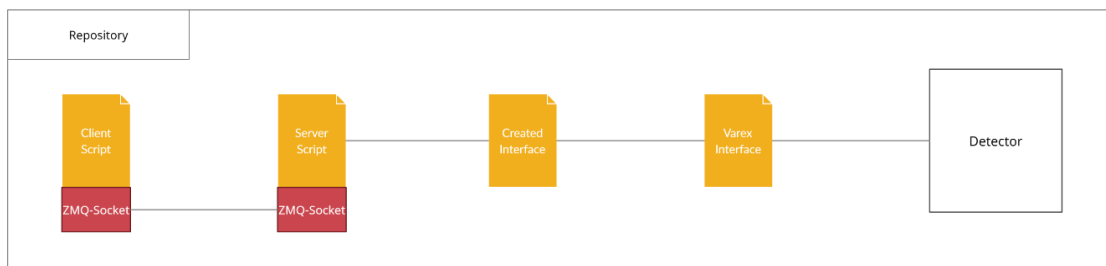 Repository
Client
Script
Server
Script
Created
Interface
Varex
Interface
Detector
ZMQ-Socket
ZMQ-Socket